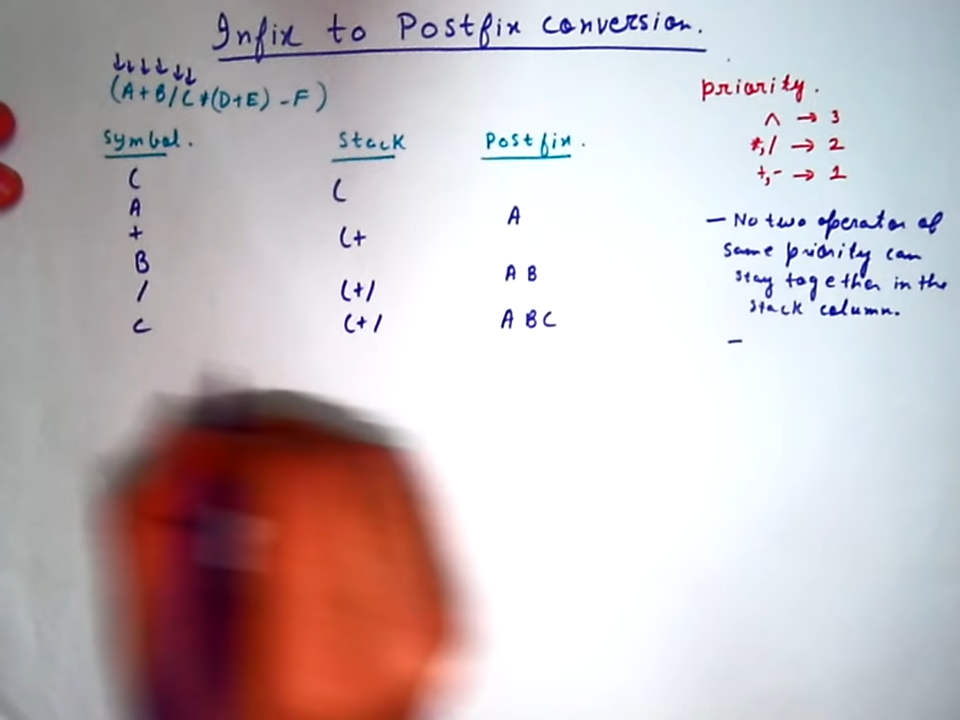 Infix to Postfix conversion.
↓↓↓↓↓↓
(A+B/C*(D+E)-F)
Symbol. Stack Postfix.
( (
A A
+ (+
B A B
/ (+/
C (+/ A B C
priority.
^ → 3
*,/ → 2
+,- → 1
- No two operator of
same priority can
stay together in the
stack column.
-